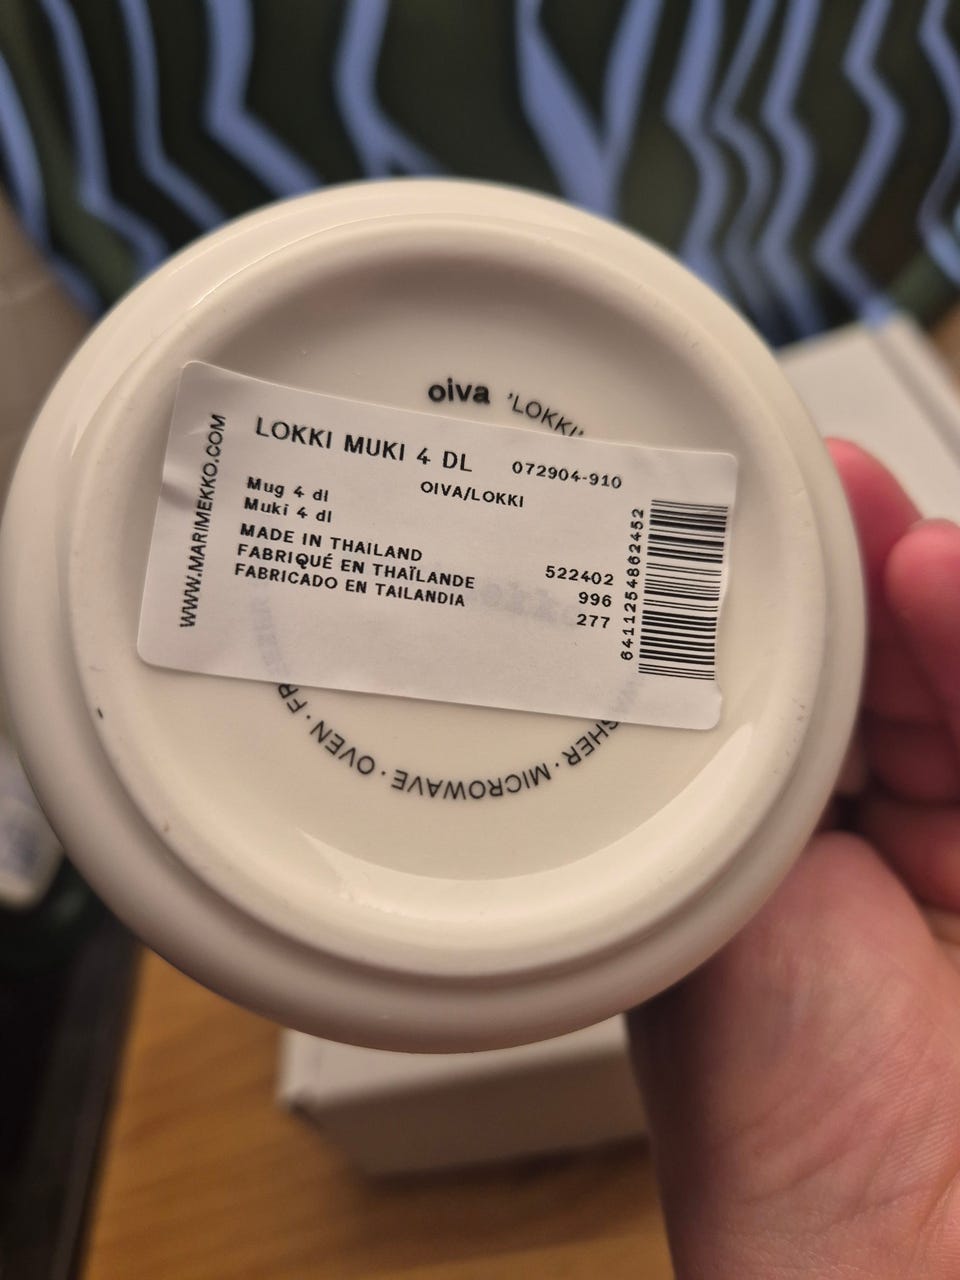 oiva 'LOKKI'
WWW.MARIMEKKO.COM
LOKKI MUKI 4 DL 072904-910
OIVA/LOKKI
Mug 4 dl
Muki 4 dl
MADE IN THAILAND
FABRIQUÉ EN THAÏLANDE
FABRICADO EN TAILANDIA
522402
996
277
6411254862452
MICROWAVE · OVEN ·